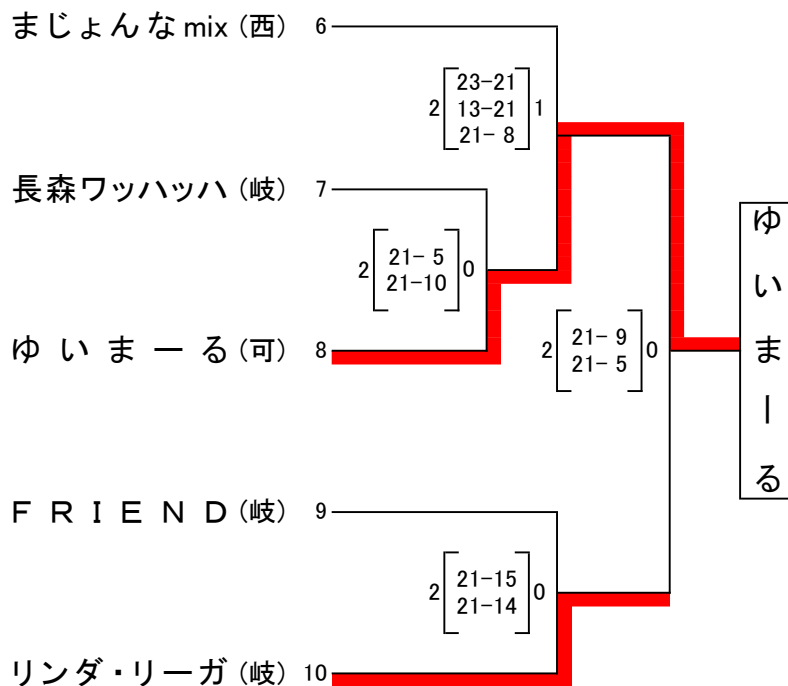 まじょんなmix（西） 6
2 23-21 1
13-21
21- 8
長森ワッハッハ（岐） 7
2 21- 5 0
21-10
ゆいまーる（可） 8
2 21- 9 0
21- 5
ゆいまーる
ＦＲＩＥＮＤ（岐） 9
2 21-15 0
21-14
リンダ・リーガ（岐） 10